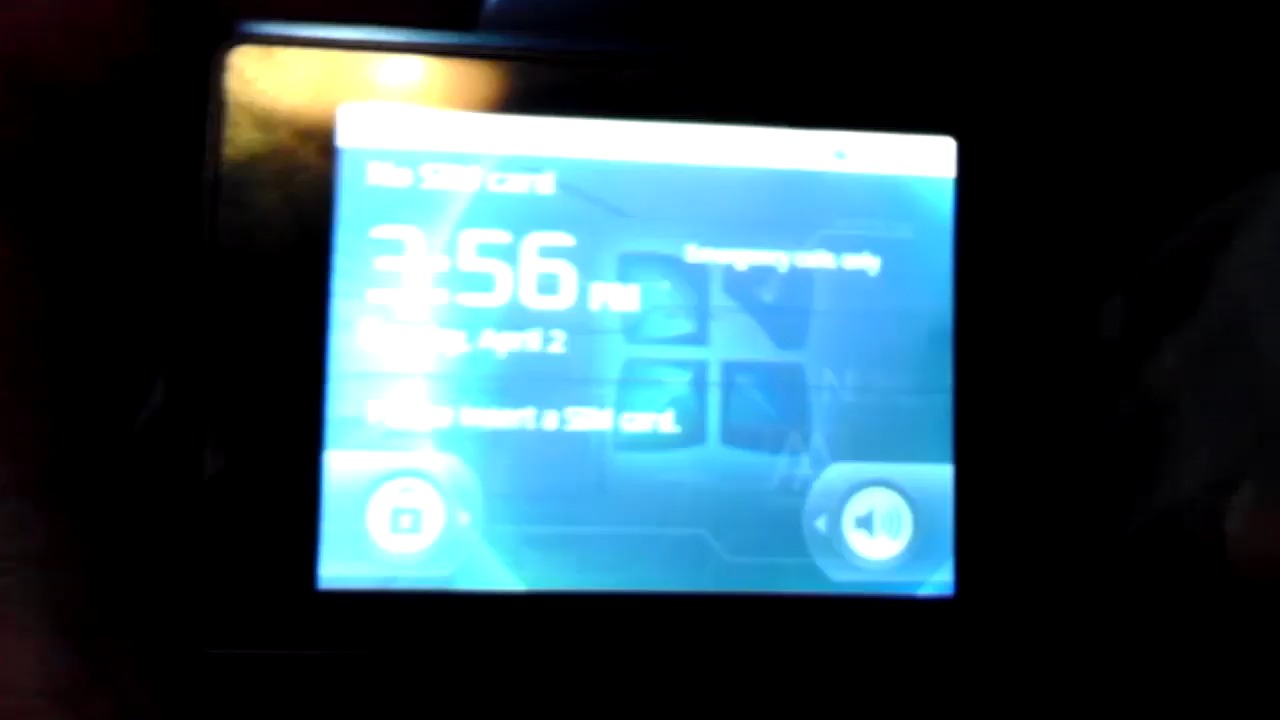 No SIM card
3:56 PM
Emergency calls only
April 2
insert a SIM card.